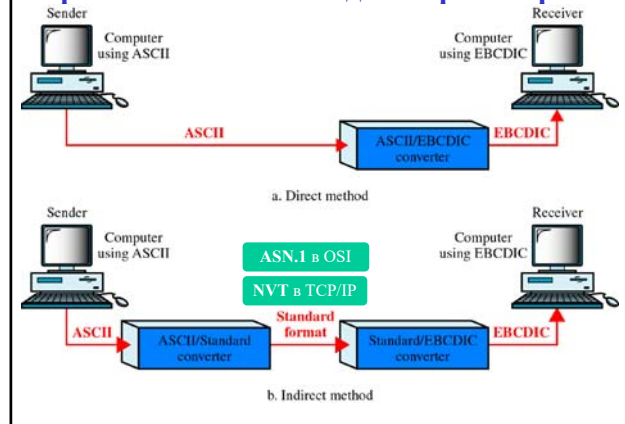 Sender
Receiver
Computer
using ASCII
Computer
using EBCDIC
ASCII
ASCII/EBCDIC
converter
EBCDIC
a. Direct method
Sender
Receiver
Computer
using ASCII
ASN.1 в OSI
NVT в TCP/IP
Computer
using EBCDIC
ASCII
ASCII/Standard
converter
Standard
format
Standard/EBCDIC
converter
EBCDIC
b. Indirect method